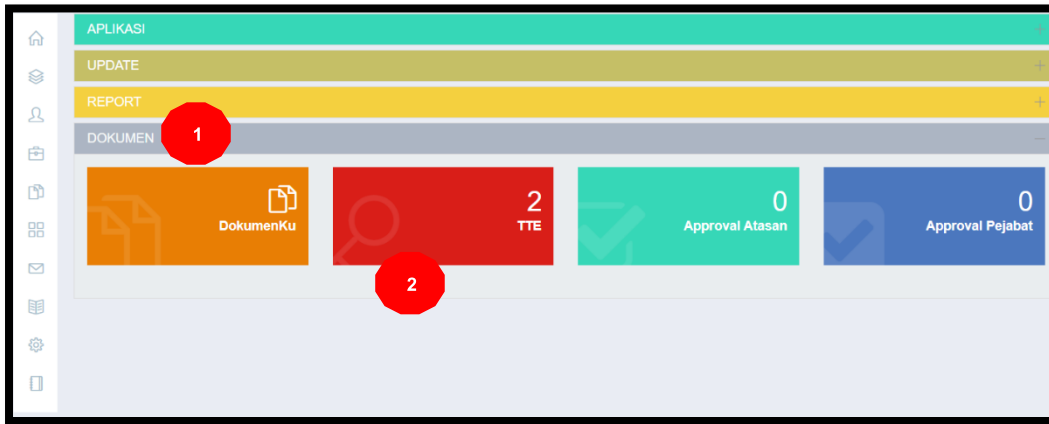 APLIKASI
UPDATE
REPORT
DOKUMEN
1
DokumenKu
2
TTE
0
Approval Atasan
0
Approval Pejabat
2